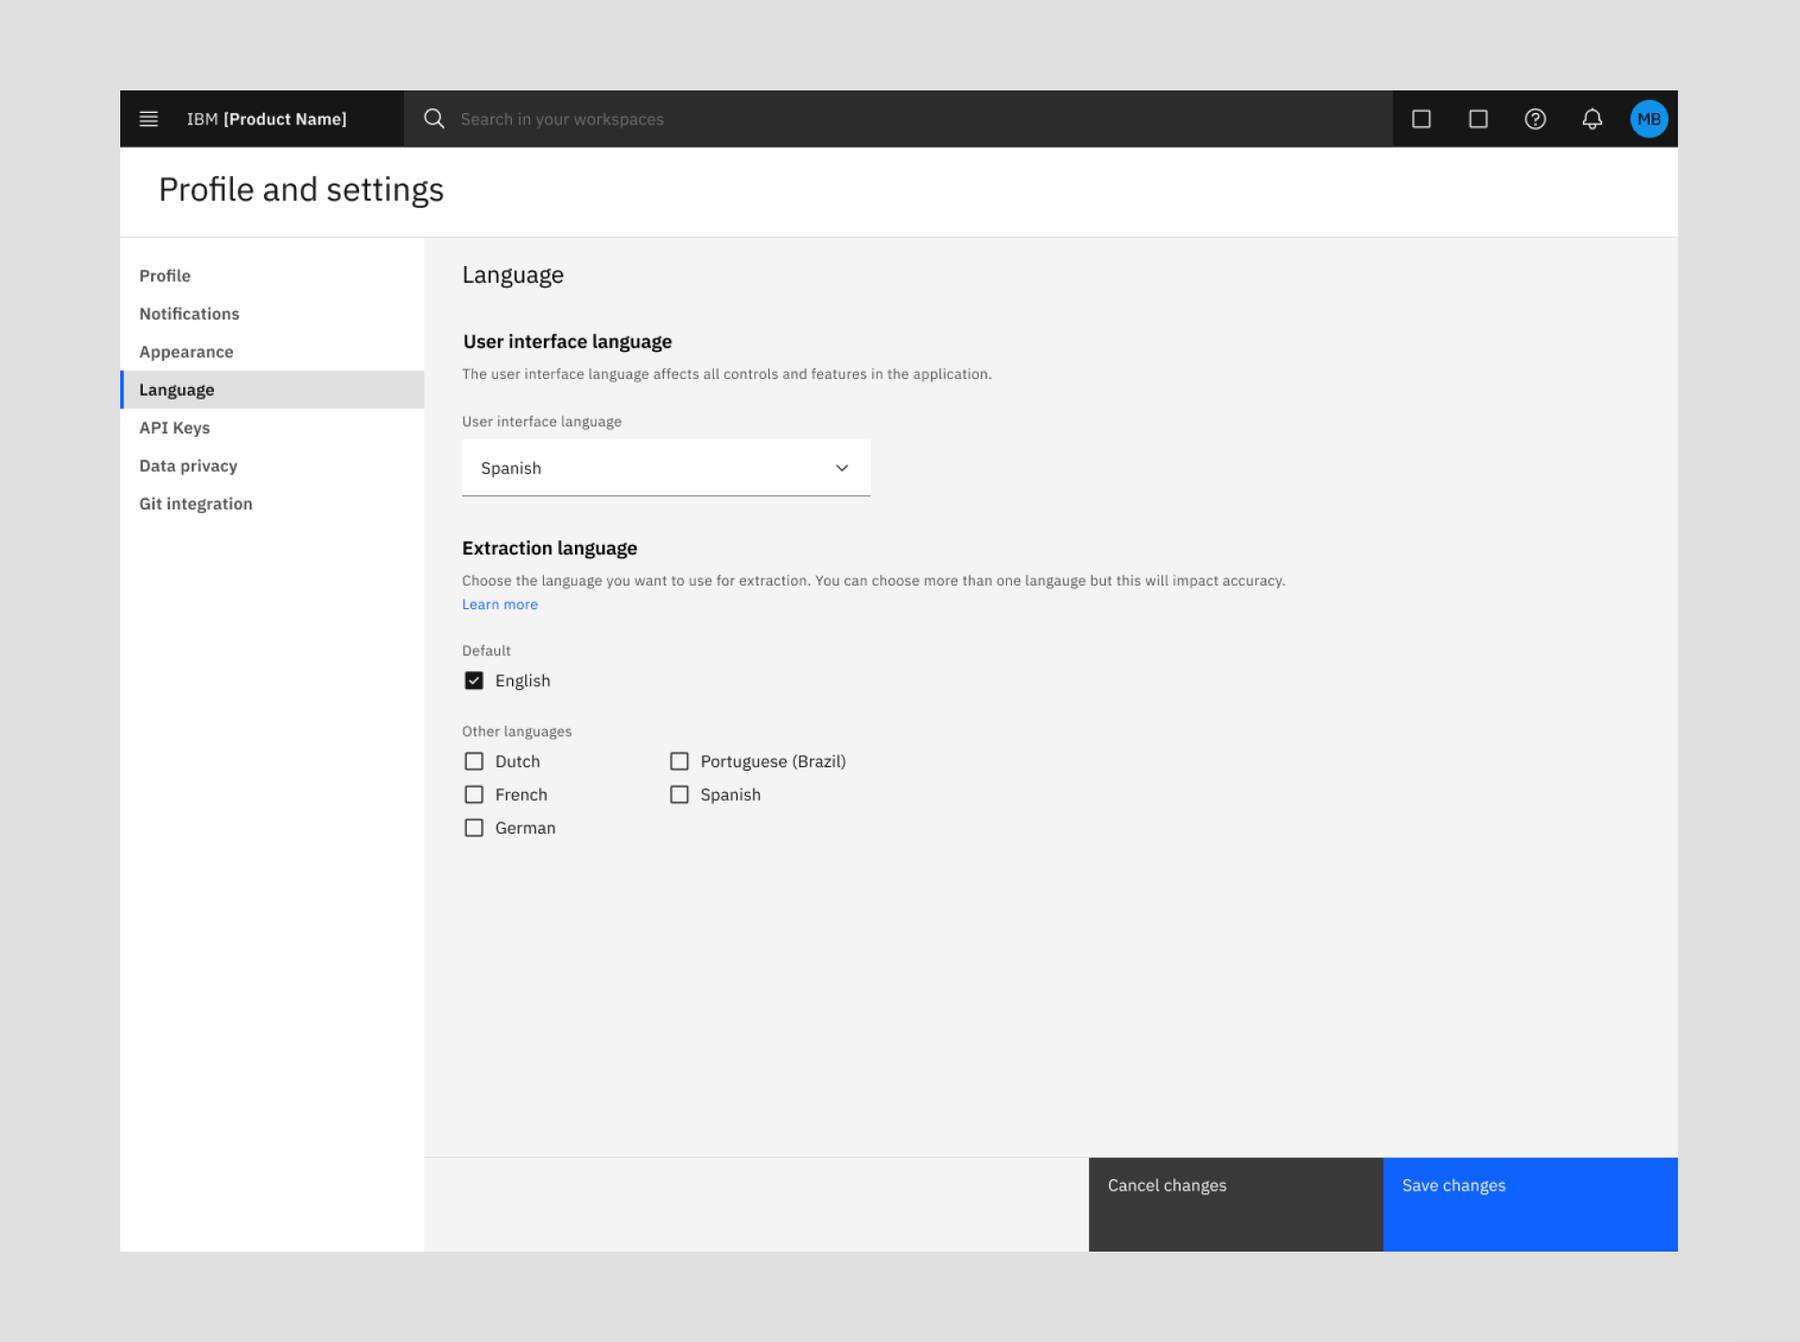 IBM [Product Name]
Search in your workspaces
MB
Profile and settings
Profile
Notifications
Appearance
Language
API Keys
Data privacy
Git integration
Language
User interface language
The user interface language affects all controls and features in the application.
User interface language
Spanish
Extraction language
Choose the language you want to use for extraction. You can choose more than one langauge but this will impact accuracy.
Learn more
Default
English
Other languages
Dutch
French
German
Portuguese (Brazil)
Spanish
Cancel changes
Save changes